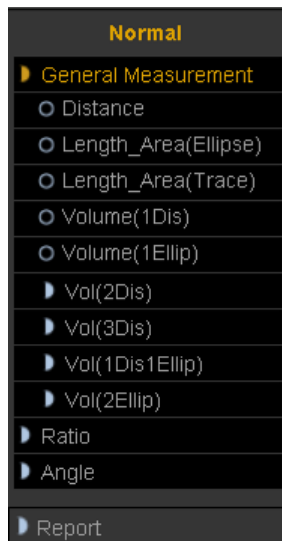 Normal
General Measurement
Distance
Length_Area(Ellipse)
Length_Area(Trace)
Volume(1Dis)
Volume(1Ellip)
Vol(2Dis)
Vol(3Dis)
Vol(1Dis1Ellip)
Vol(2Ellip)
Ratio
Angle
Report